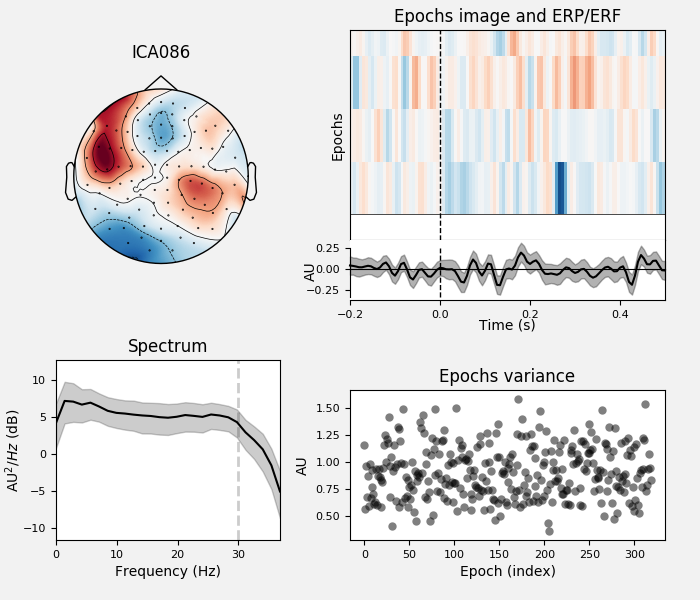 ICA086
Epochs image and ERP/ERF
Epochs
0.25
0.00
−0.25
AU
−0.2
0.0
0.2
0.4
Time (s)
Spectrum
10
5
0
−5
−10
AU²/Hz (dB)
0
10
20
30
Frequency (Hz)
Epochs variance
1.50
1.25
1.00
0.75
0.50
AU
0
50
100
150
200
250
300
Epoch (index)